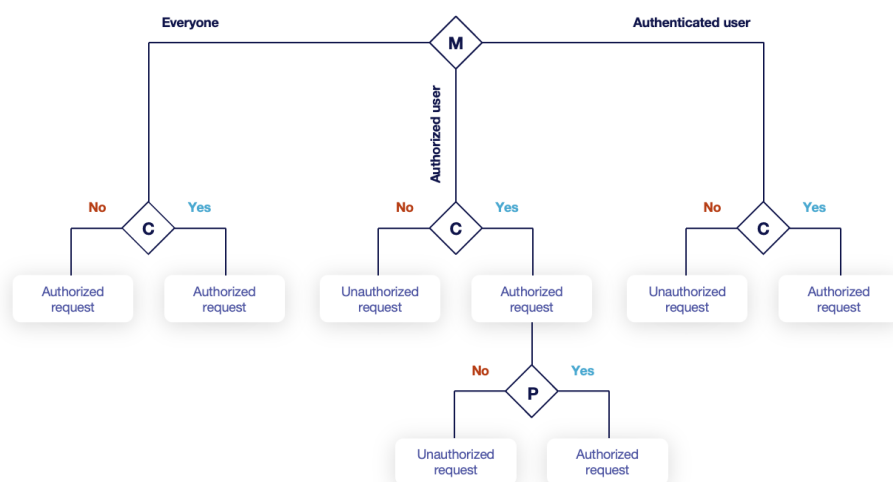 Everyone
Authenticated user
M
Authorized user
No
Yes
No
Yes
No
Yes
C
C
C
Authorized
request
Authorized
request
Unauthorized
request
Authorized
request
Unauthorized
request
Authorized
request
No
Yes
P
Unauthorized
request
Authorized
request